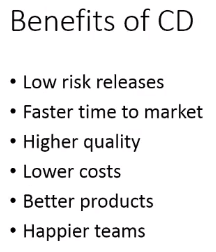 Benefits of CD
• Low risk releases
• Faster time to market
• Higher quality
• Lower costs
• Better products
• Happier teams